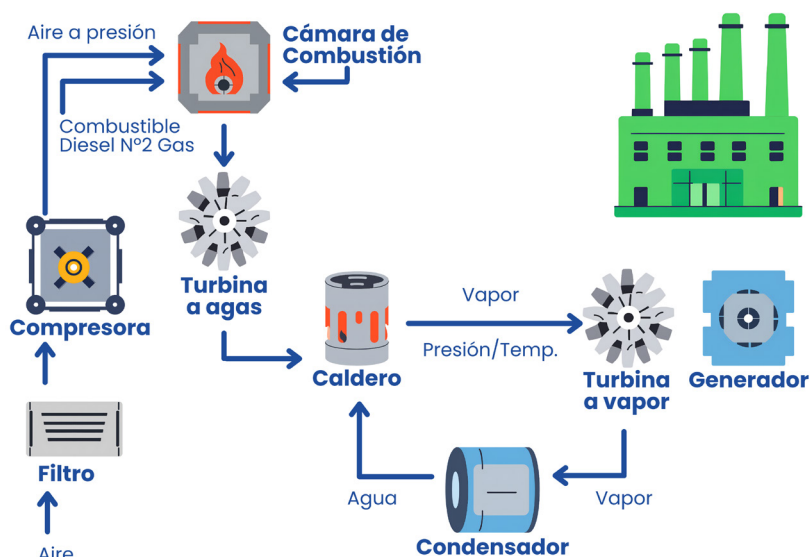 Aire a presión
Cámara de
Combustión
Combustible
Diesel Nº2 Gas
Turbina
a agas
Compresora
Vapor
Presión/Temp.
Caldero
Turbina
a vapor
Generador
Filtro
Agua
Vapor
Condensador
Aire